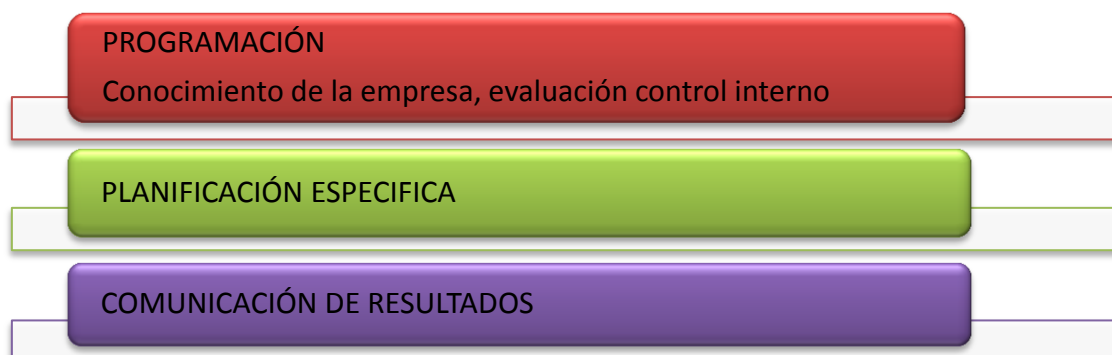 PROGRAMACIÓN
Conocimiento de la empresa, evaluación control interno
PLANIFICACIÓN ESPECIFICA
COMUNICACIÓN DE RESULTADOS